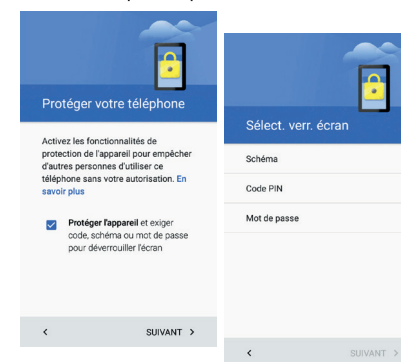 Protéger votre téléphone
Activez les fonctionnalités de
protection de l'appareil pour empêcher
d'autres personnes d'utiliser ce
téléphone sans votre autorisation. En
savoir plus
Protéger l'appareil et exiger
code, schéma ou mot de passe
pour déverrouiller l'écran
< SUIVANT >
Sélect. verr. écran
Schéma
Code PIN
Mot de passe
< SUIVANT >